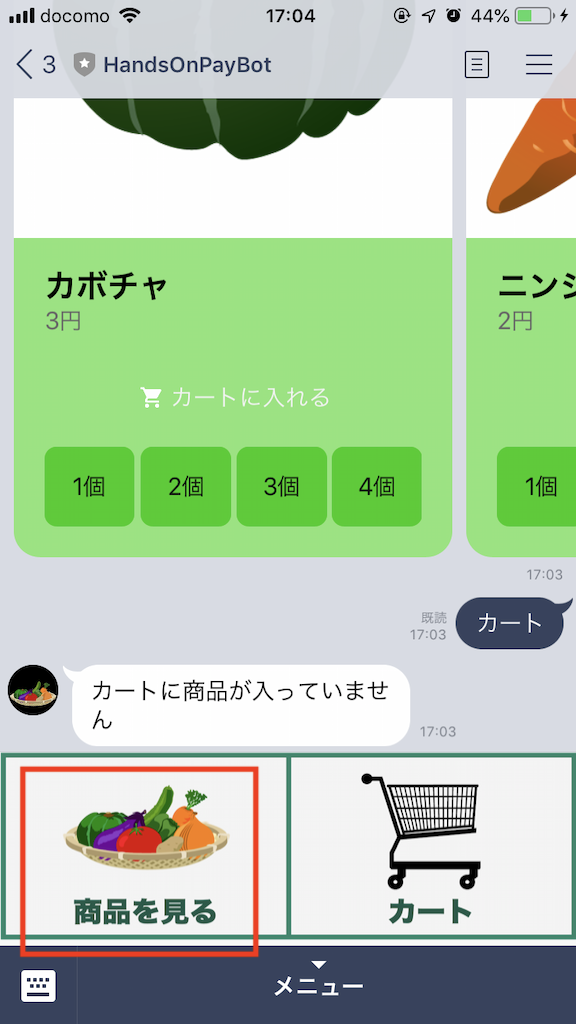 docomo 17:04 44%
3 HandsOnPayBot
カボチャ
3円
カートに入れる
1個 2個 3個 4個
ニンジ
2円
1個
17:03
既読
17:03
カート
カートに商品が入っていませ
ん
17:03
商品を見る
カート
メニュー